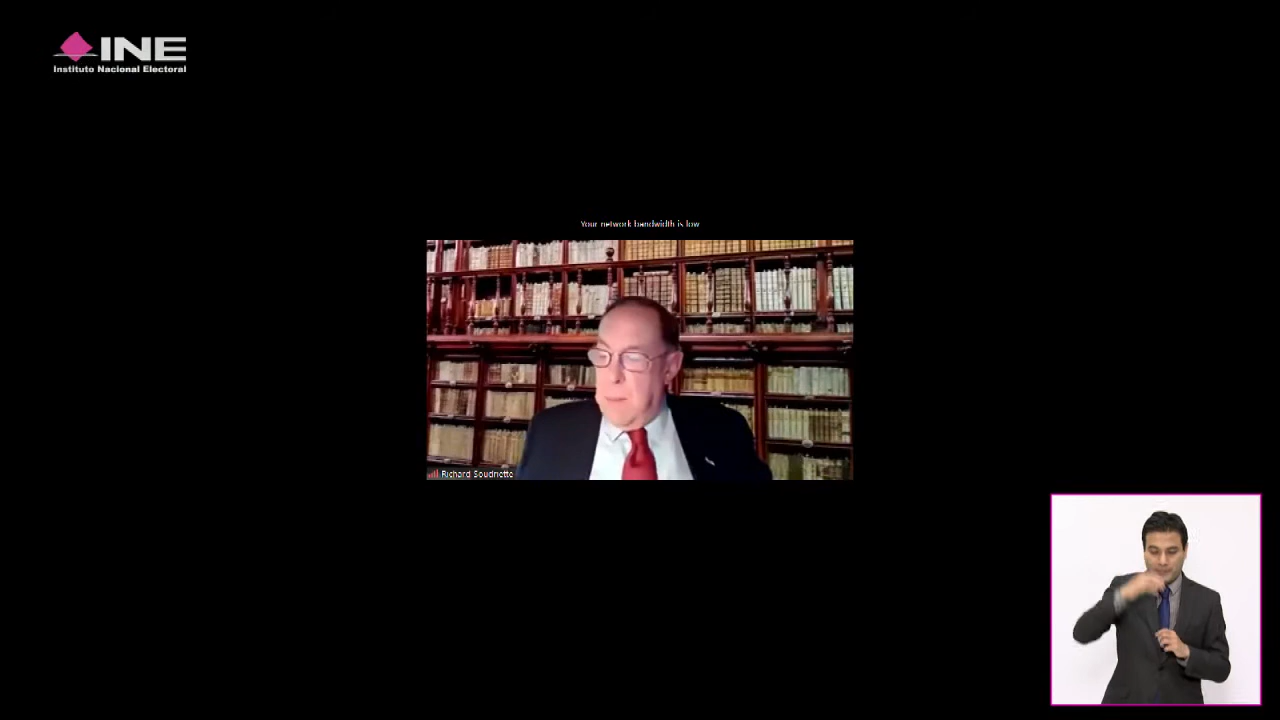 INE
Instituto Nacional Electoral
Your network bandwidth is low
Richard Soudriette